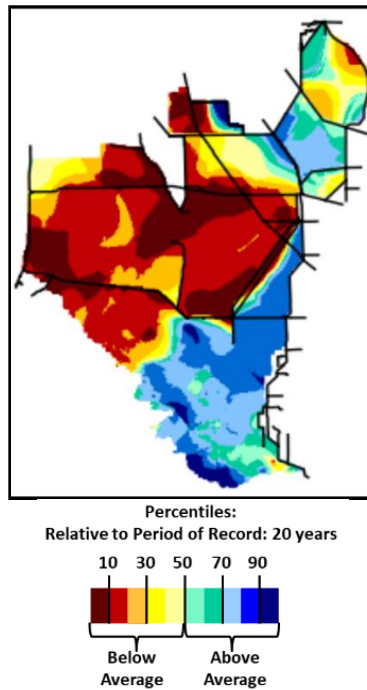 Percentiles:
Relative to Period of Record: 20 years
10 30 50 70 90
Below Above
Average Average